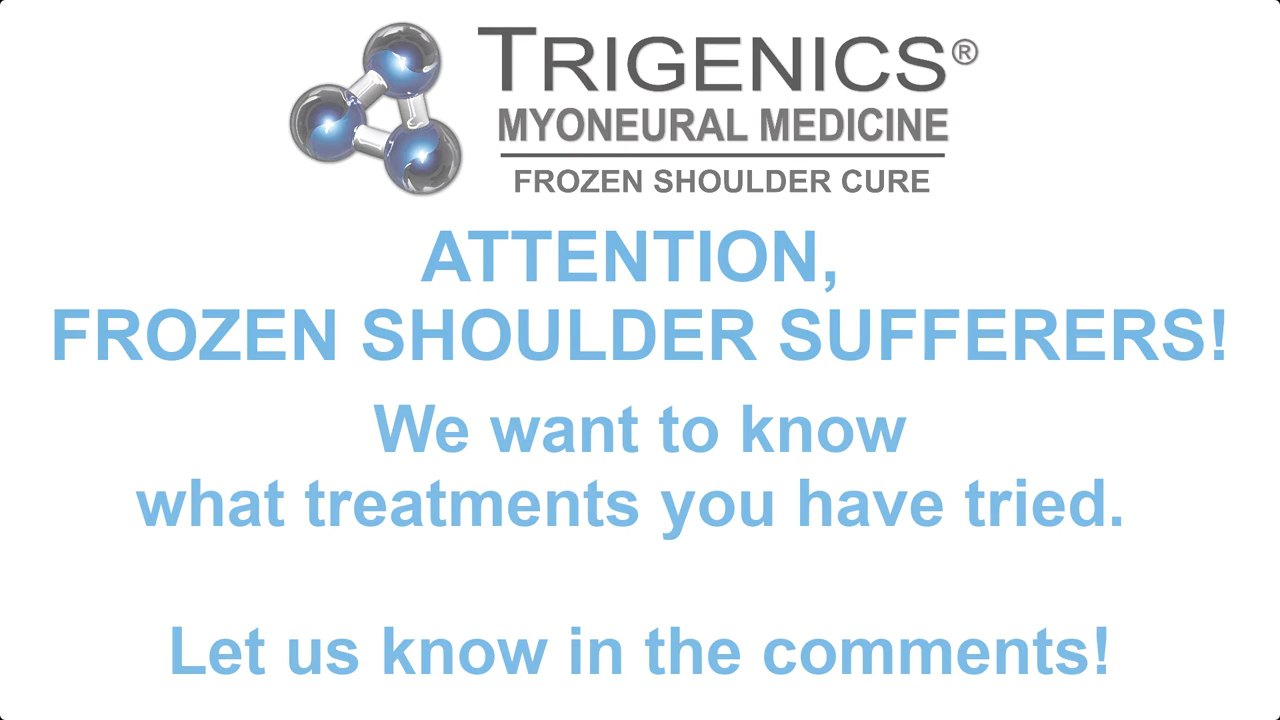 TRIGENICS®
MYONEURAL MEDICINE
FROZEN SHOULDER CURE
ATTENTION,
FROZEN SHOULDER SUFFERERS!
We want to know
what treatments you have tried.
Let us know in the comments!